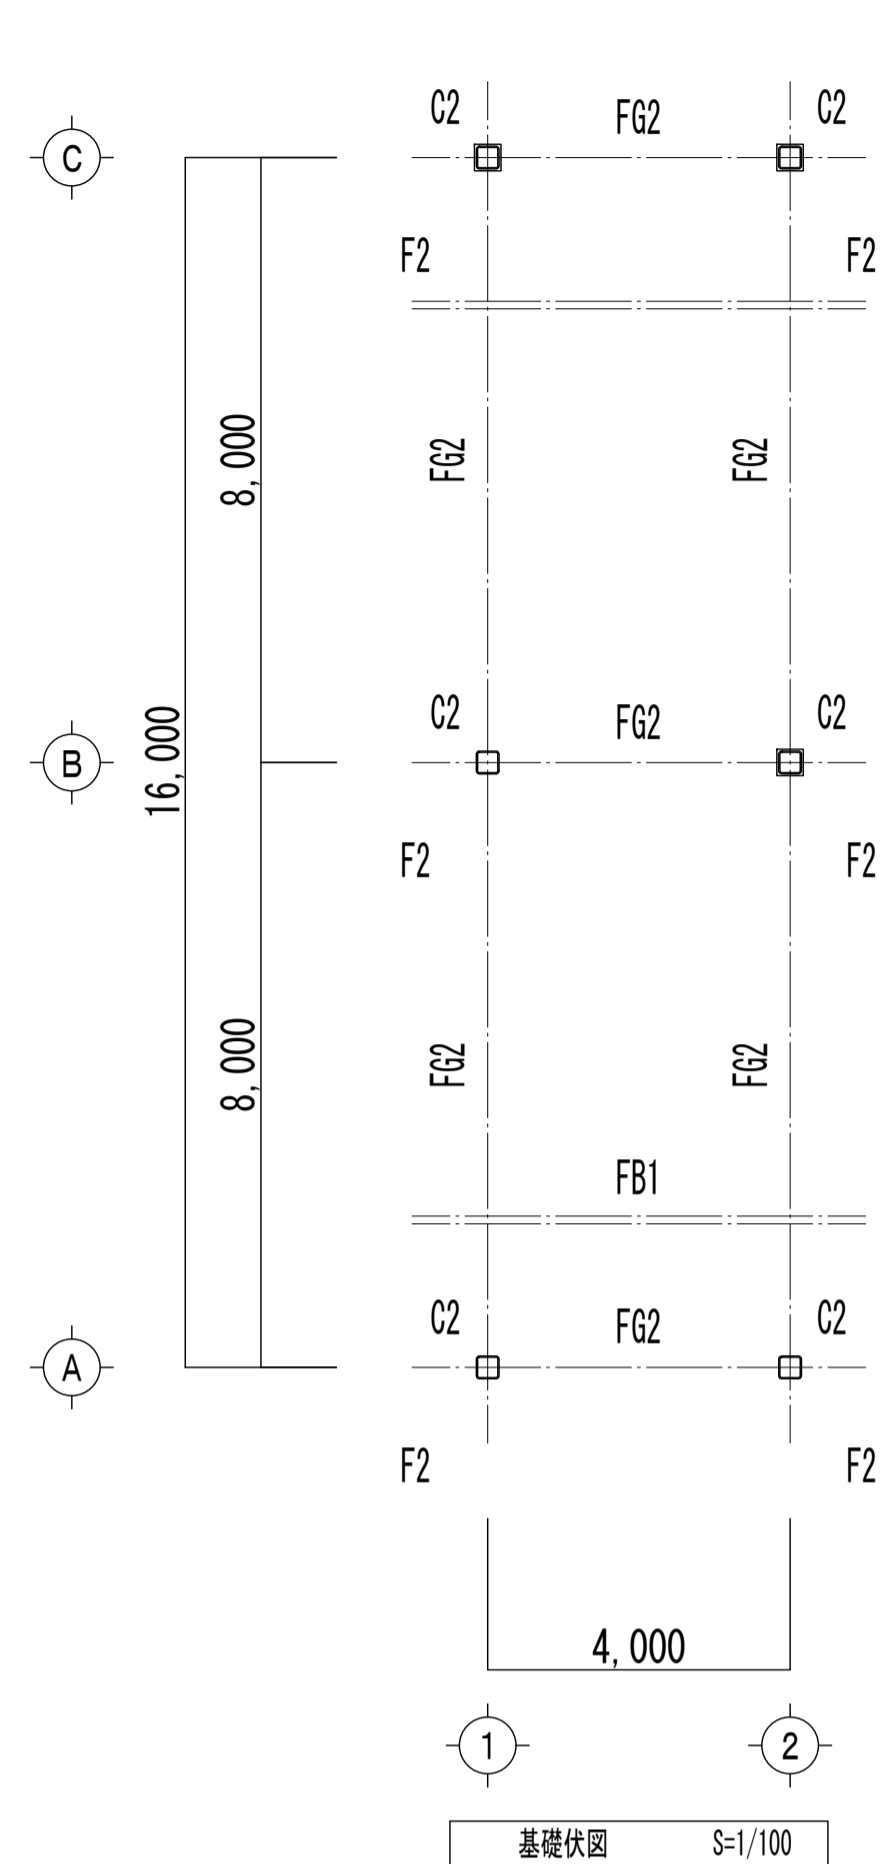 C2 FG2 C2
C
F2 F2
8,000
FG2 FG2
C2 FG2 C2
B
16,000
F2 F2
8,000
FG2 FG2
FB1
C2 FG2 C2
A
F2 F2
4,000
1 2
基礎伏図 S=1/100